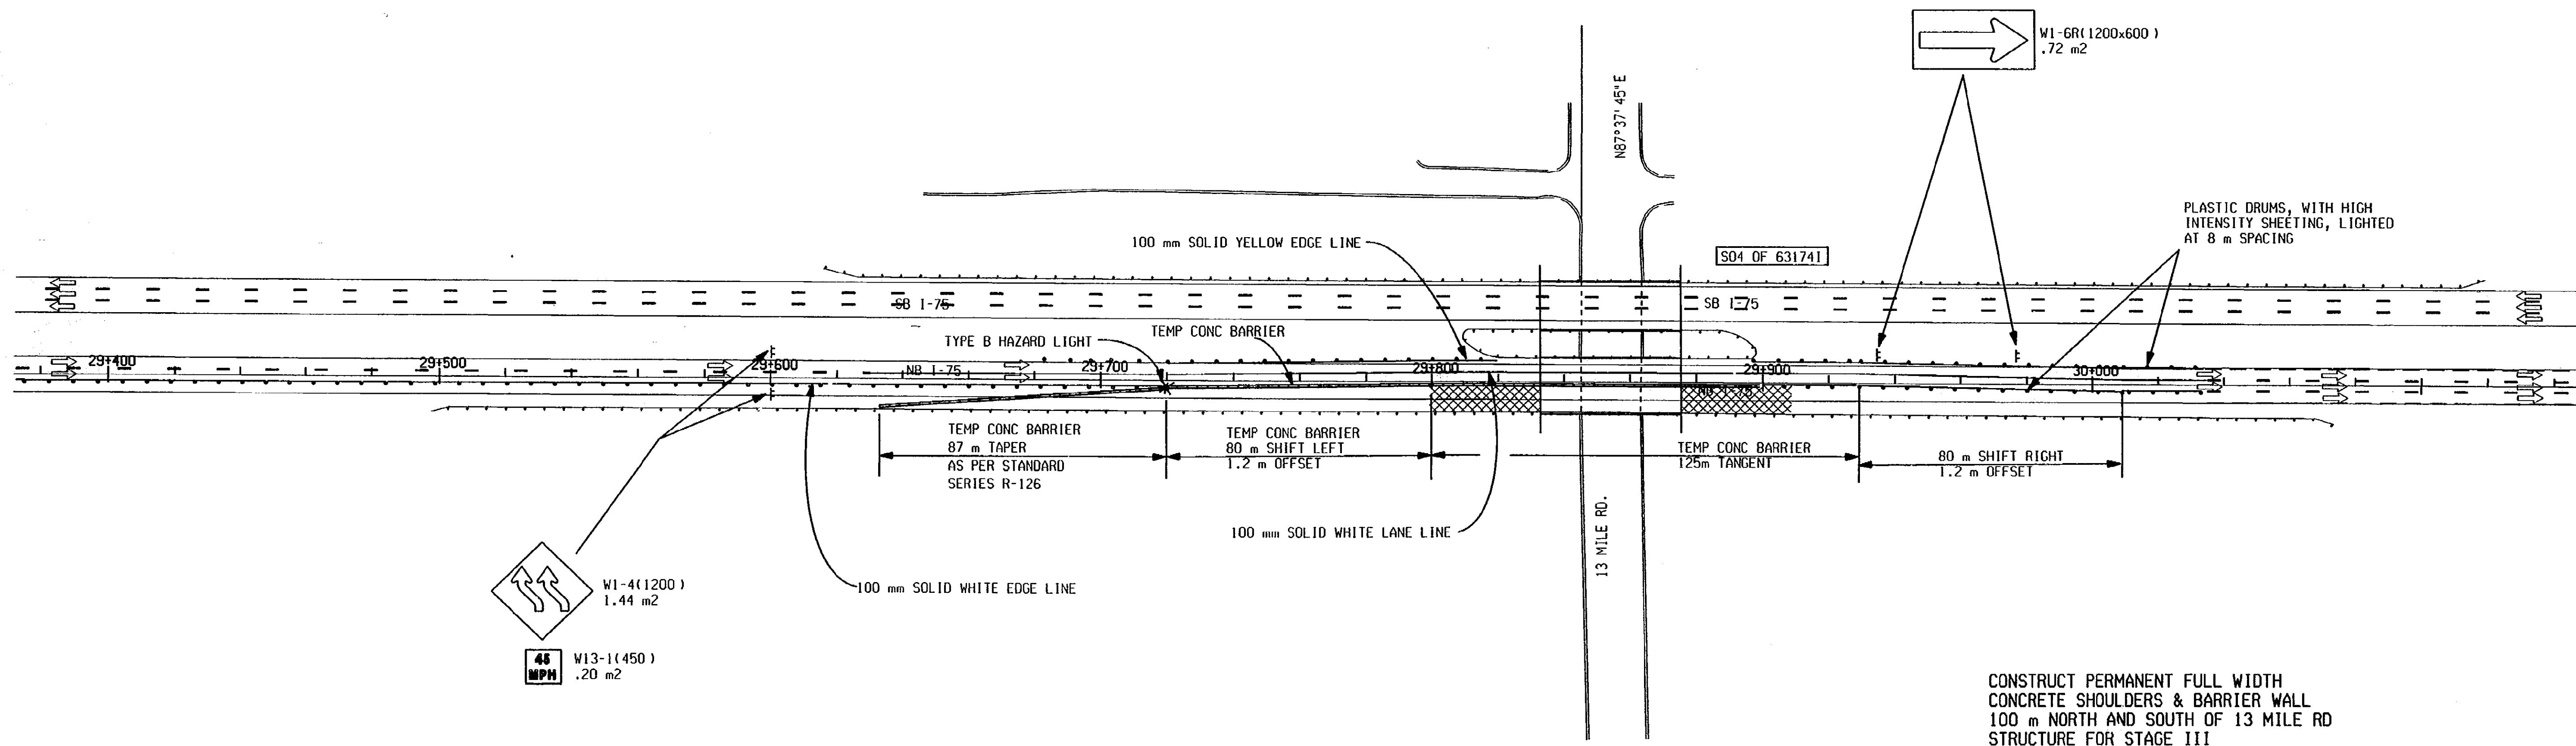 W1-6R(1200x600)
.72 m2
N87°37'45"E
PLASTIC DRUMS, WITH HIGH
INTENSITY SHEETING, LIGHTED
AT 8 m SPACING
100 mm SOLID YELLOW EDGE LINE
S04 OF 63174I
SB I-75
SB I-75
TYPE B HAZARD LIGHT
TEMP CONC BARRIER
29+400
29+500
29+600
NB I-75
29+700
29+800
29+900
30+000
NB I-75
TEMP CONC BARRIER
87 m TAPER
AS PER STANDARD
SERIES R-126
TEMP CONC BARRIER
80 m SHIFT LEFT
1.2 m OFFSET
TEMP CONC BARRIER
125m TANGENT
80 m SHIFT RIGHT
1.2 m OFFSET
100 mm SOLID WHITE LANE LINE
13 MILE RD.
W1-4(1200)
1.44 m2
100 mm SOLID WHITE EDGE LINE
45
MPH
W13-1(450)
.20 m2
CONSTRUCT PERMANENT FULL WIDTH
CONCRETE SHOULDERS & BARRIER WALL
100 m NORTH AND SOUTH OF 13 MILE RD
STRUCTURE FOR STAGE III